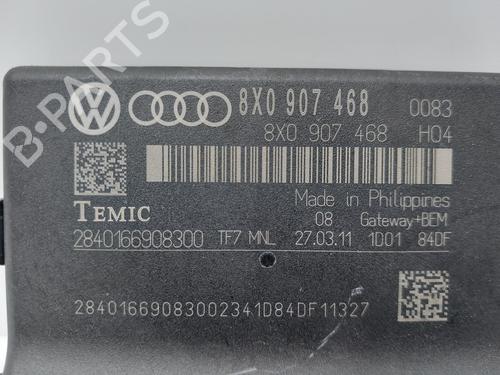 B-PARTS
8X0 907 468 0083
8X0 907 468 H04
Made in Philippines
TEMIC 08 Gateway+BEM
2840166908300 TF7 MNL 27.03.11 1D01 84DF
28401669083002341D84DF11327